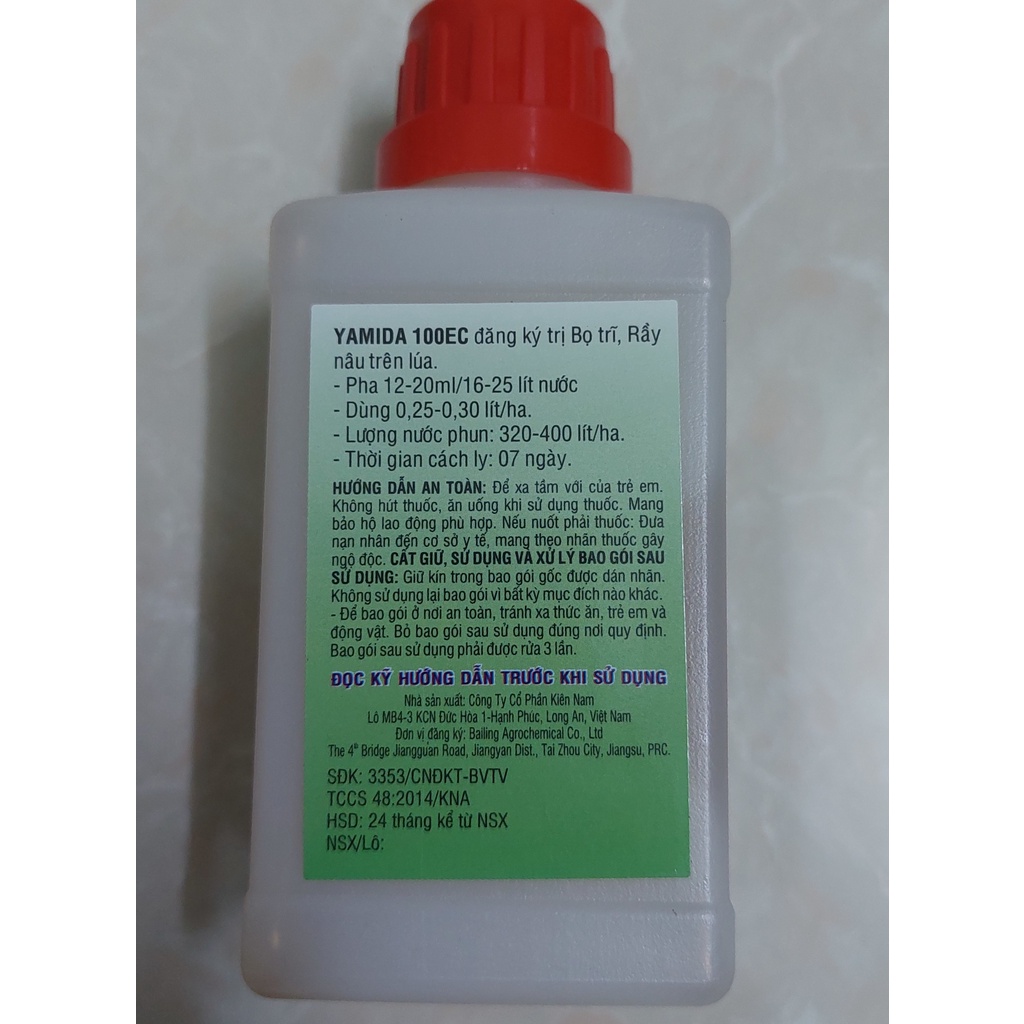 YAMIDA 100EC đăng ký trị Bọ trĩ, Rầy
nâu trên lúa.
- Pha 12-20ml/16-25 lít nước
- Dùng 0,25-0,30 lít/ha.
- Lượng nước phun: 320-400 lít/ha.
- Thời gian cách ly: 07 ngày.
HƯỚNG DẪN AN TOÀN: Để xa tầm với của trẻ em.
Không hút thuốc, ăn uống khi sử dụng thuốc. Mang
bảo hộ lao động phù hợp. Nếu nuốt phải thuốc: Đưa
nạn nhân đến cơ sở y tế, mang theo nhãn thuốc gây
ngộ độc. CẤT GIỮ, SỬ DỤNG VÀ XỬ LÝ BAO GÓI SAU
SỬ DỤNG: Giữ kín trong bao gói gốc được dán nhãn.
Không sử dụng lại bao gói vì bất kỳ mục đích nào khác.
- Để bao gói ở nơi an toàn, tránh xa thức ăn, trẻ em và
động vật. Bỏ bao gói sau sử dụng đúng nơi quy định.
Bao gói sau sử dụng phải được rửa 3 lần.
ĐỌC KỸ HƯỚNG DẪN TRƯỚC KHI SỬ DỤNG
Nhà sản xuất: Công Ty Cổ Phần Kiên Nam
Lô MB4-3 KCN Đức Hòa 1-Hạnh Phúc, Long An, Việt Nam
Đơn vị đăng ký: Bailing Agrochemical Co., Ltd
The 4th Bridge Jiangguan Road, Jiangyan Dist., Tai Zhou City, Jiangsu, PRC.
SĐK: 3353/CNĐKT-BVTV
TCCS 48:2014/KNA
HSD: 24 tháng kể từ NSX
NSX/Lô: